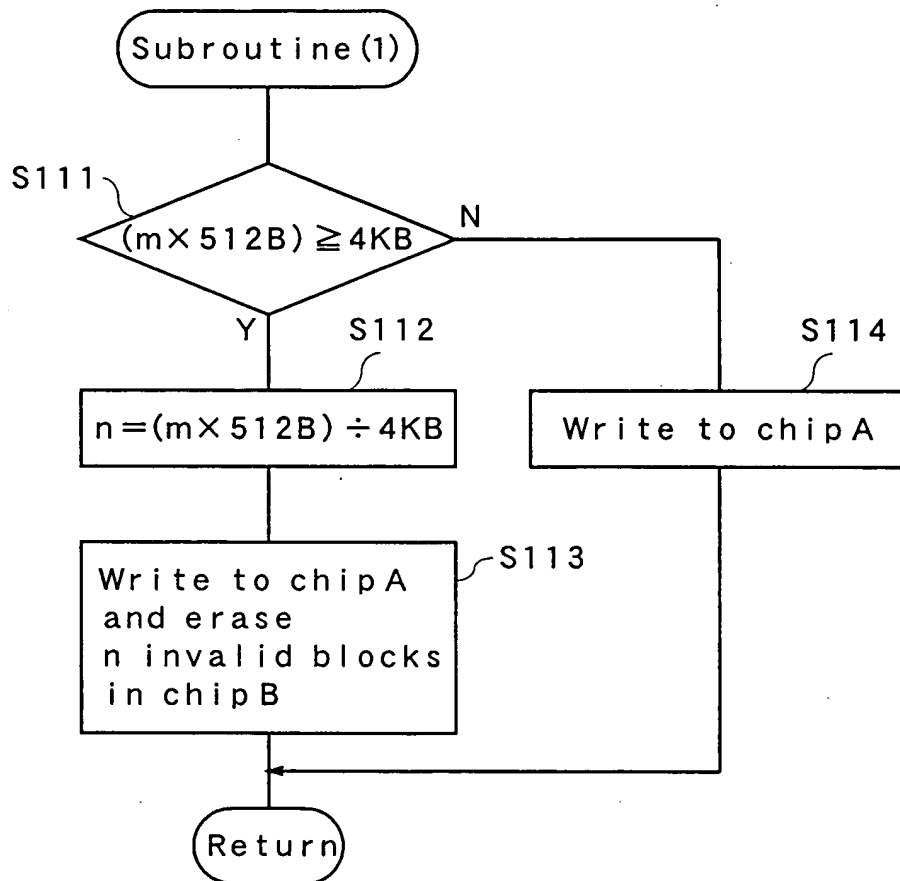 Subroutine(1)
S111
(m×512B)≧4KB
N
Y
S112
n=(m×512B)÷4KB
S114
Write to chipA
S113
Write to chipA
and erase
n invalid blocks
in chipB
Return